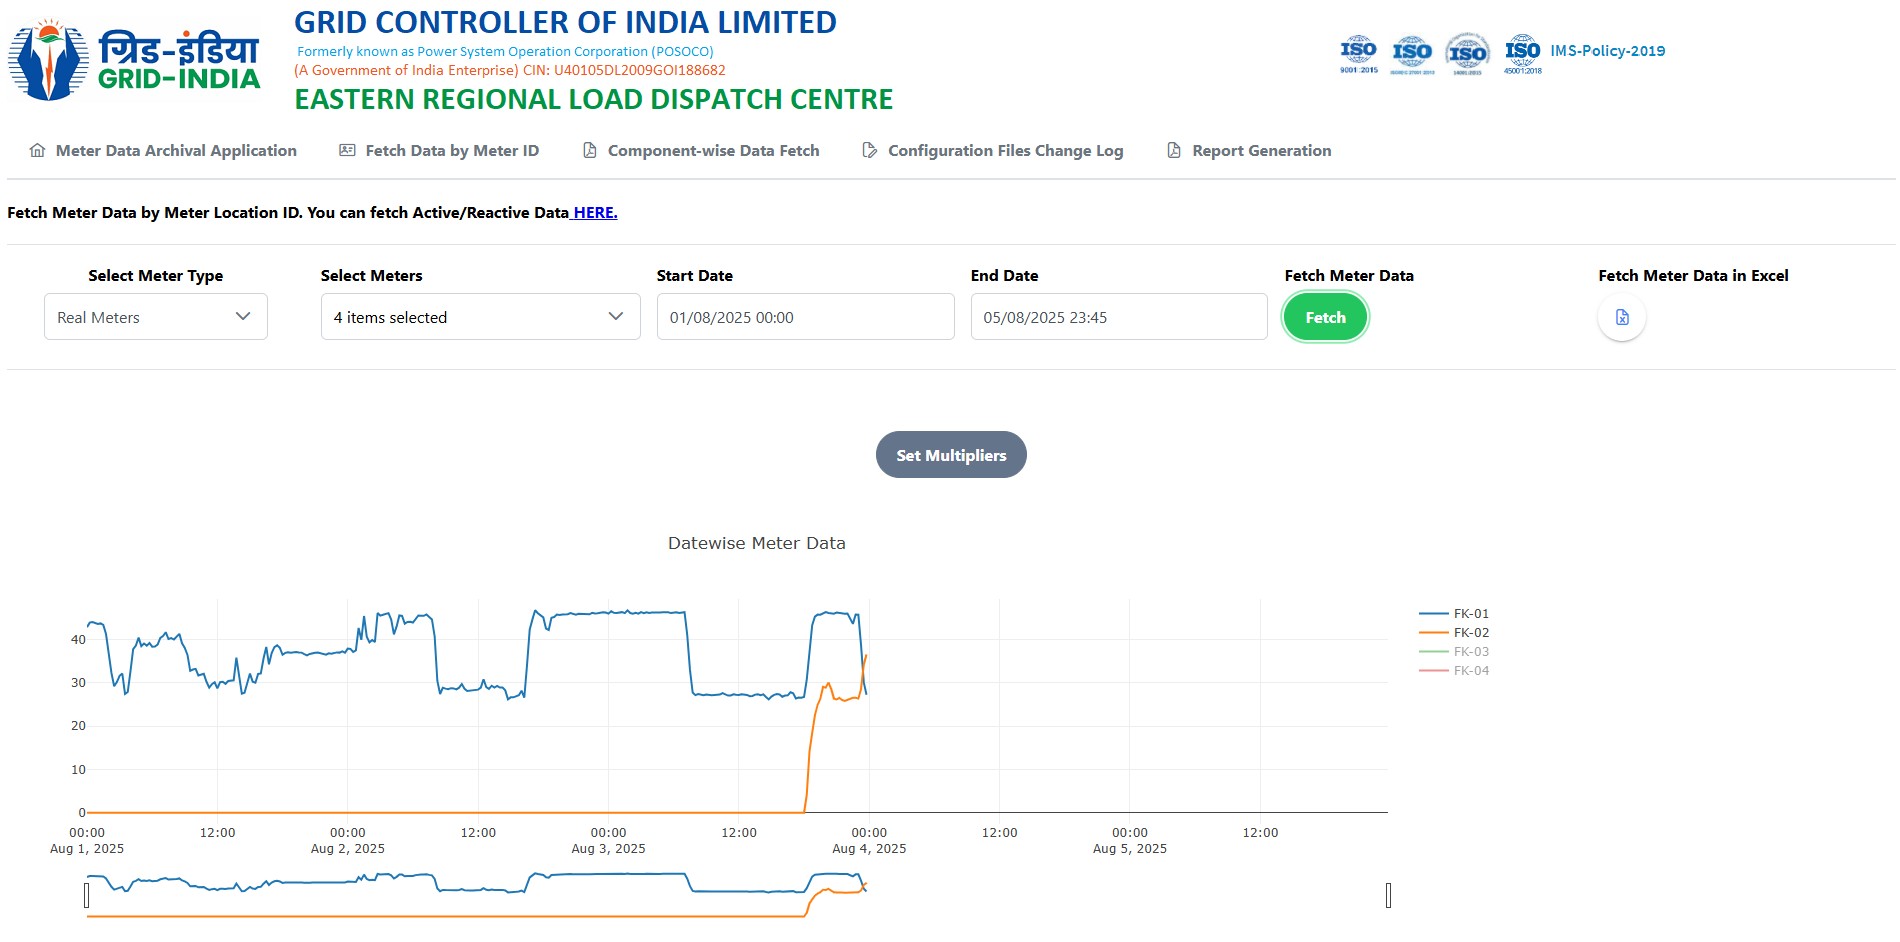 ग्रिड-इंडिया
GRID-INDIA
GRID CONTROLLER OF INDIA LIMITED
Formerly known as Power System Operation Corporation (POSOCO)
(A Government of India Enterprise) CIN: U40105DL2009GOI188682
EASTERN REGIONAL LOAD DISPATCH CENTRE
ISO
9001:2015
ISO
ISO
14001:2015
ISO
45001:2018
IMS-Policy-2019
Meter Data Archival Application
Fetch Data by Meter ID
Component-wise Data Fetch
Configuration Files Change Log
Report Generation
Fetch Meter Data by Meter Location ID. You can fetch Active/Reactive Data HERE.
Select Meter Type
Real Meters
Select Meters
4 items selected
Start Date
01/08/2025 00:00
End Date
05/08/2025 23:45
Fetch Meter Data
Fetch
Fetch Meter Data in Excel
Set Multipliers
Datewise Meter Data
40
30
20
10
0
00:00 12:00 00:00 12:00 00:00 12:00 00:00 12:00 00:00 12:00
Aug 1, 2025 Aug 2, 2025 Aug 3, 2025 Aug 4, 2025 Aug 5, 2025
FK-01
FK-02
FK-03
FK-04